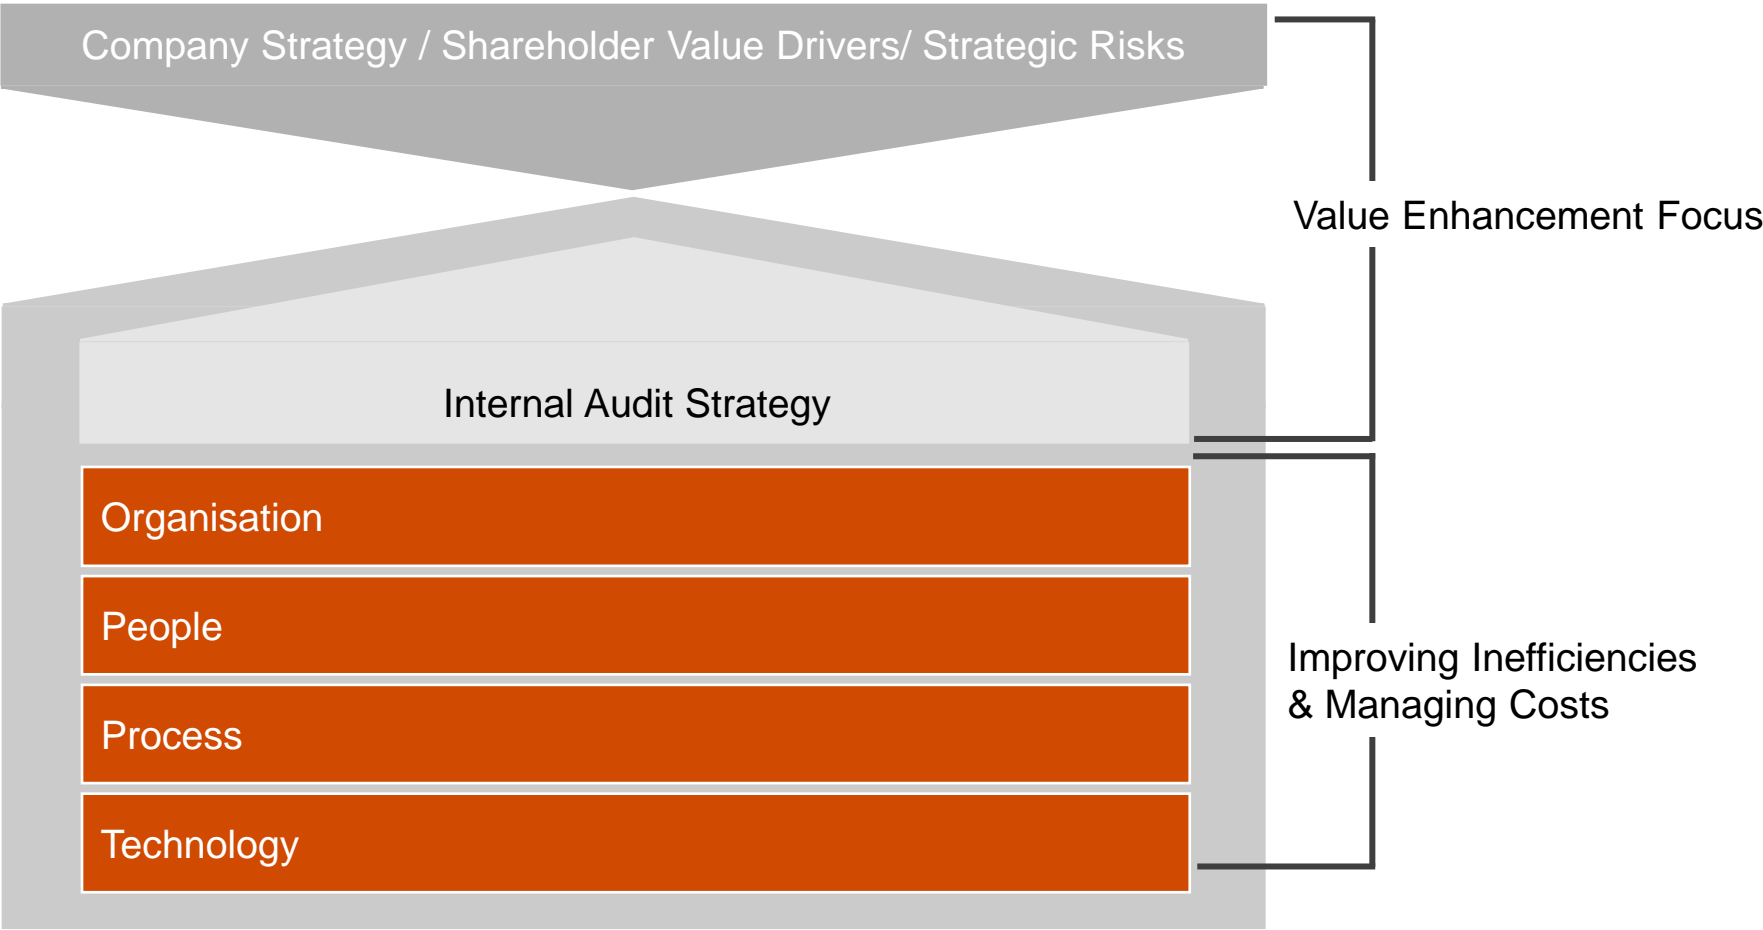 Company Strategy / Shareholder Value Drivers/ Strategic Risks
Value Enhancement Focus
Internal Audit Strategy
Organisation
People
Process
Technology
Improving Inefficiencies
& Managing Costs